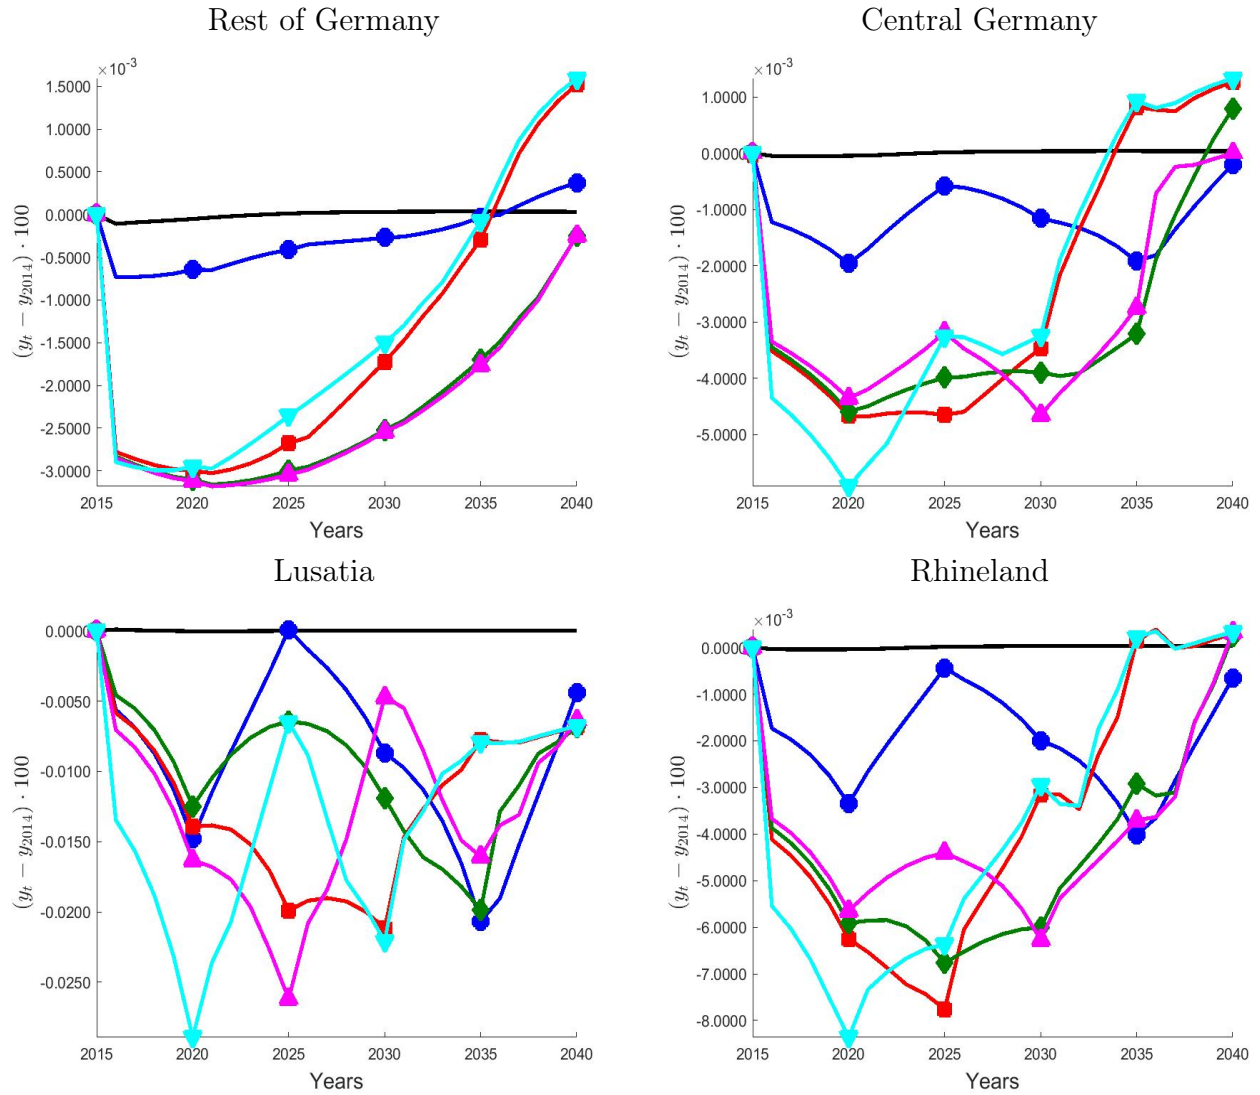 Rest of Germany
×10⁻³
1.5000
1.0000
0.5000
0.0000
-0.5000
-1.0000
-1.5000
-2.0000
-2.5000
-3.0000
(yₜ − y₂₀₁₄) · 100
2015 2020 2025 2030 2035 2040
Years
Central Germany
×10⁻³
1.0000
0.0000
-1.0000
-2.0000
-3.0000
-4.0000
-5.0000
(yₜ − y₂₀₁₄) · 100
2015 2020 2025 2030 2035 2040
Years
Lusatia
0.0000
-0.0050
-0.0100
-0.0150
-0.0200
-0.0250
(yₜ − y₂₀₁₄) · 100
2015 2020 2025 2030 2035 2040
Years
Rhineland
×10⁻³
0.0000
-1.0000
-2.0000
-3.0000
-4.0000
-5.0000
-6.0000
-7.0000
-8.0000
(yₜ − y₂₀₁₄) · 100
2015 2020 2025 2030 2035 2040
Years